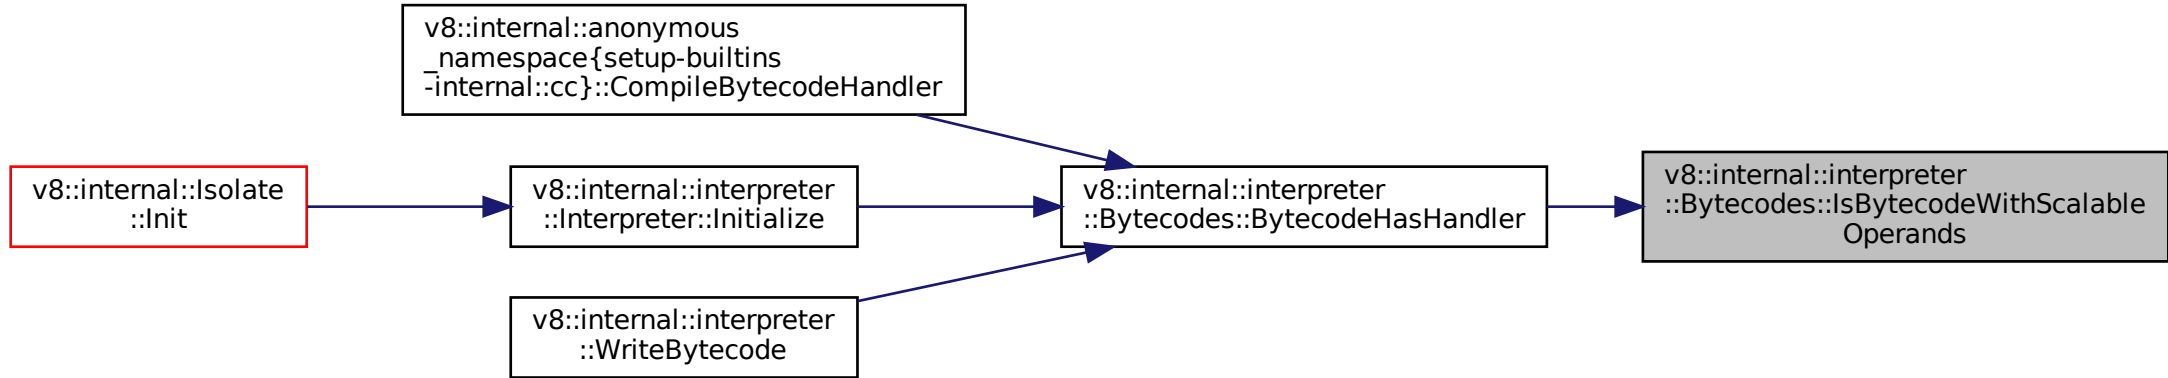 v8::internal::anonymous
_namespace{setup-builtins
-internal::cc}::CompileBytecodeHandler
v8::internal::Isolate
::Init
v8::internal::interpreter
::Interpreter::Initialize
v8::internal::interpreter
::WriteBytecode
v8::internal::interpreter
::Bytecodes::BytecodeHasHandler
v8::internal::interpreter
::Bytecodes::IsBytecodeWithScalable
Operands